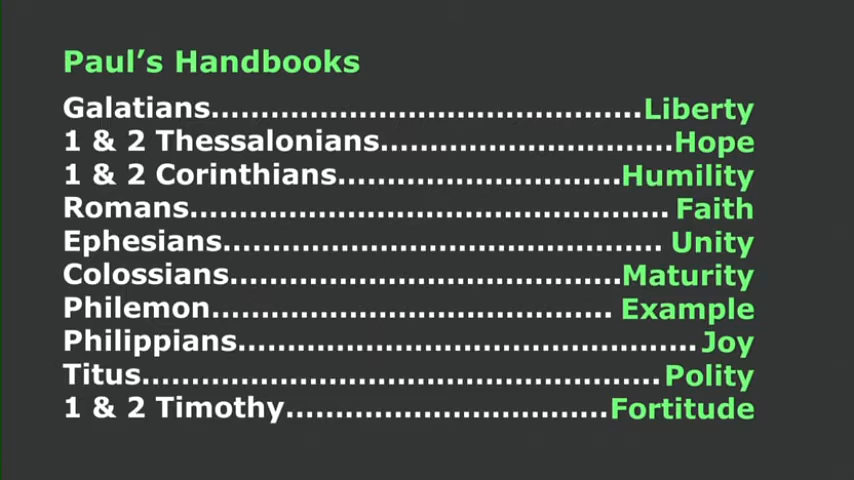 Paul's Handbooks
Galatians............................................Liberty
1 & 2 Thessalonians..............................Hope
1 & 2 Corinthians.............................Humility
Romans.............................................. Faith
Ephesians.......................................... Unity
Colossians......................................Maturity
Philemon....................................... Example
Philippians............................................Joy
Titus...................................................Polity
1 & 2 Timothy................................Fortitude